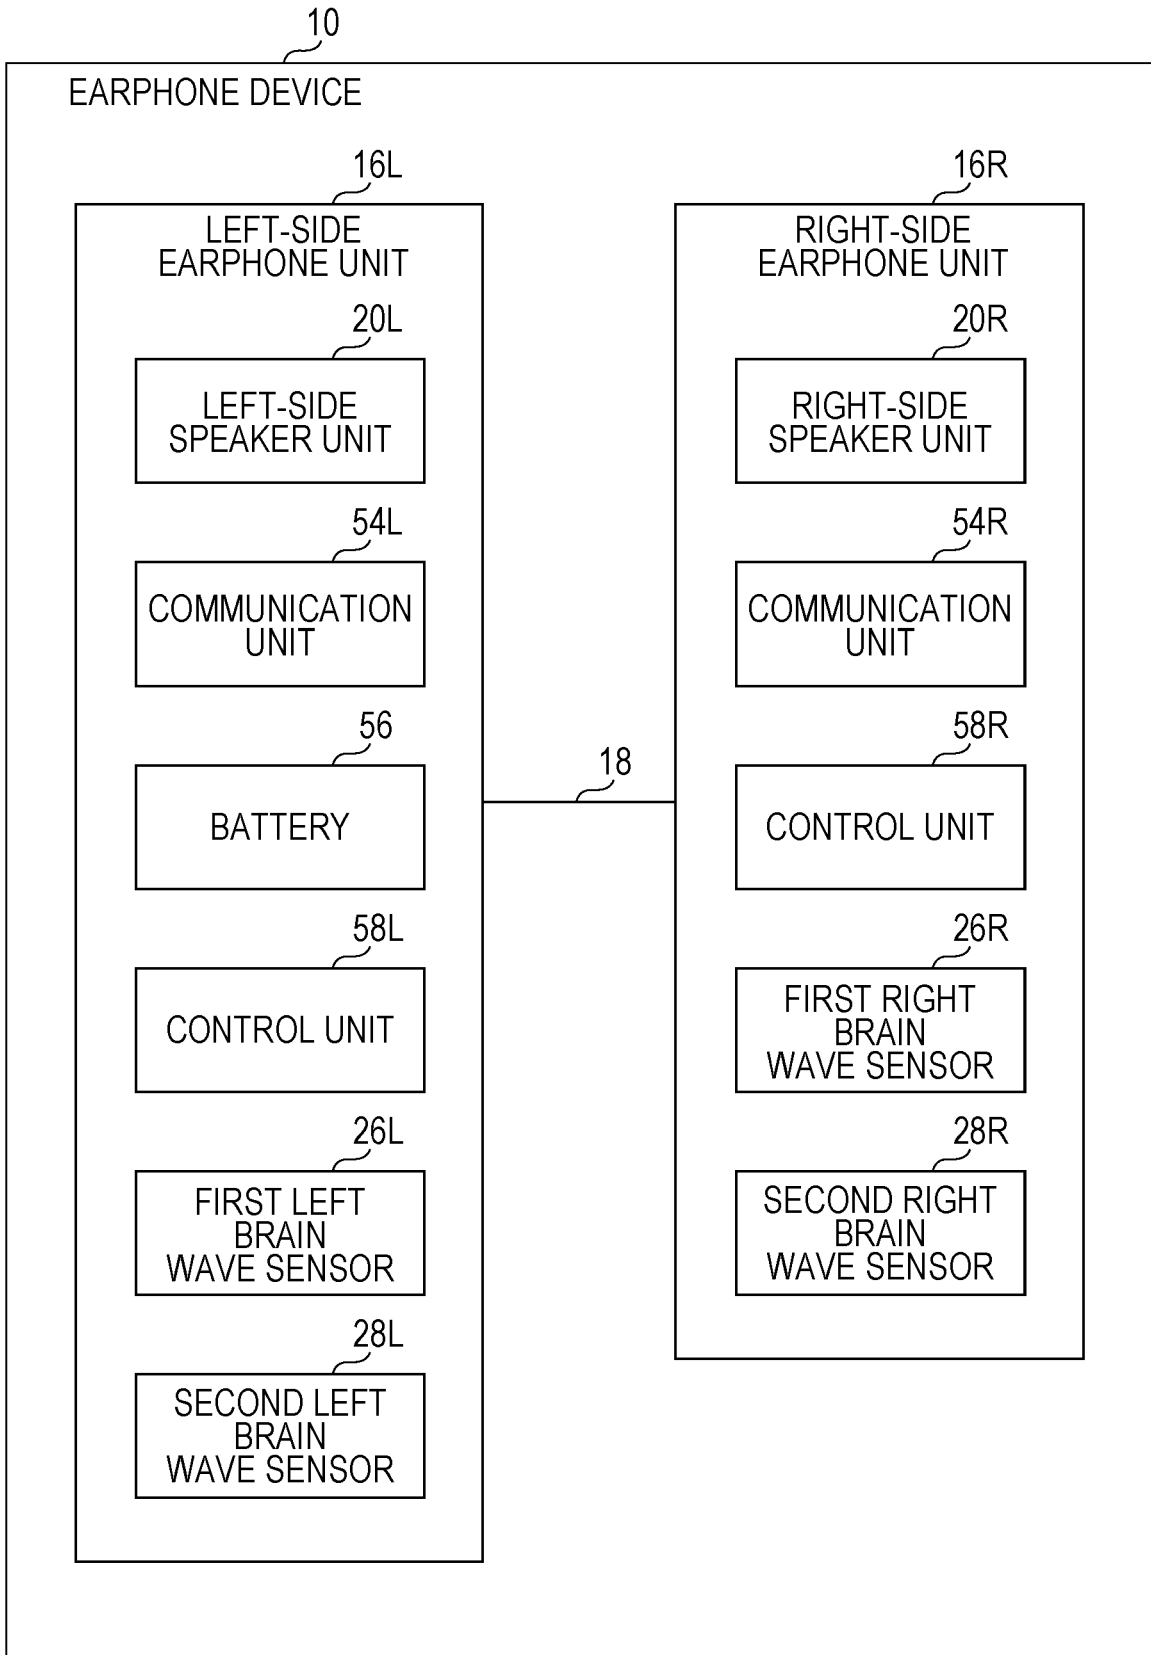 10
EARPHONE DEVICE
16L
LEFT-SIDE
EARPHONE UNIT
20L
LEFT-SIDE
SPEAKER UNIT
54L
COMMUNICATION
UNIT
56
BATTERY
58L
CONTROL UNIT
26L
FIRST LEFT
BRAIN
WAVE SENSOR
28L
SECOND LEFT
BRAIN
WAVE SENSOR
18
16R
RIGHT-SIDE
EARPHONE UNIT
20R
RIGHT-SIDE
SPEAKER UNIT
54R
COMMUNICATION
UNIT
58R
CONTROL UNIT
26R
FIRST RIGHT
BRAIN
WAVE SENSOR
28R
SECOND RIGHT
BRAIN
WAVE SENSOR